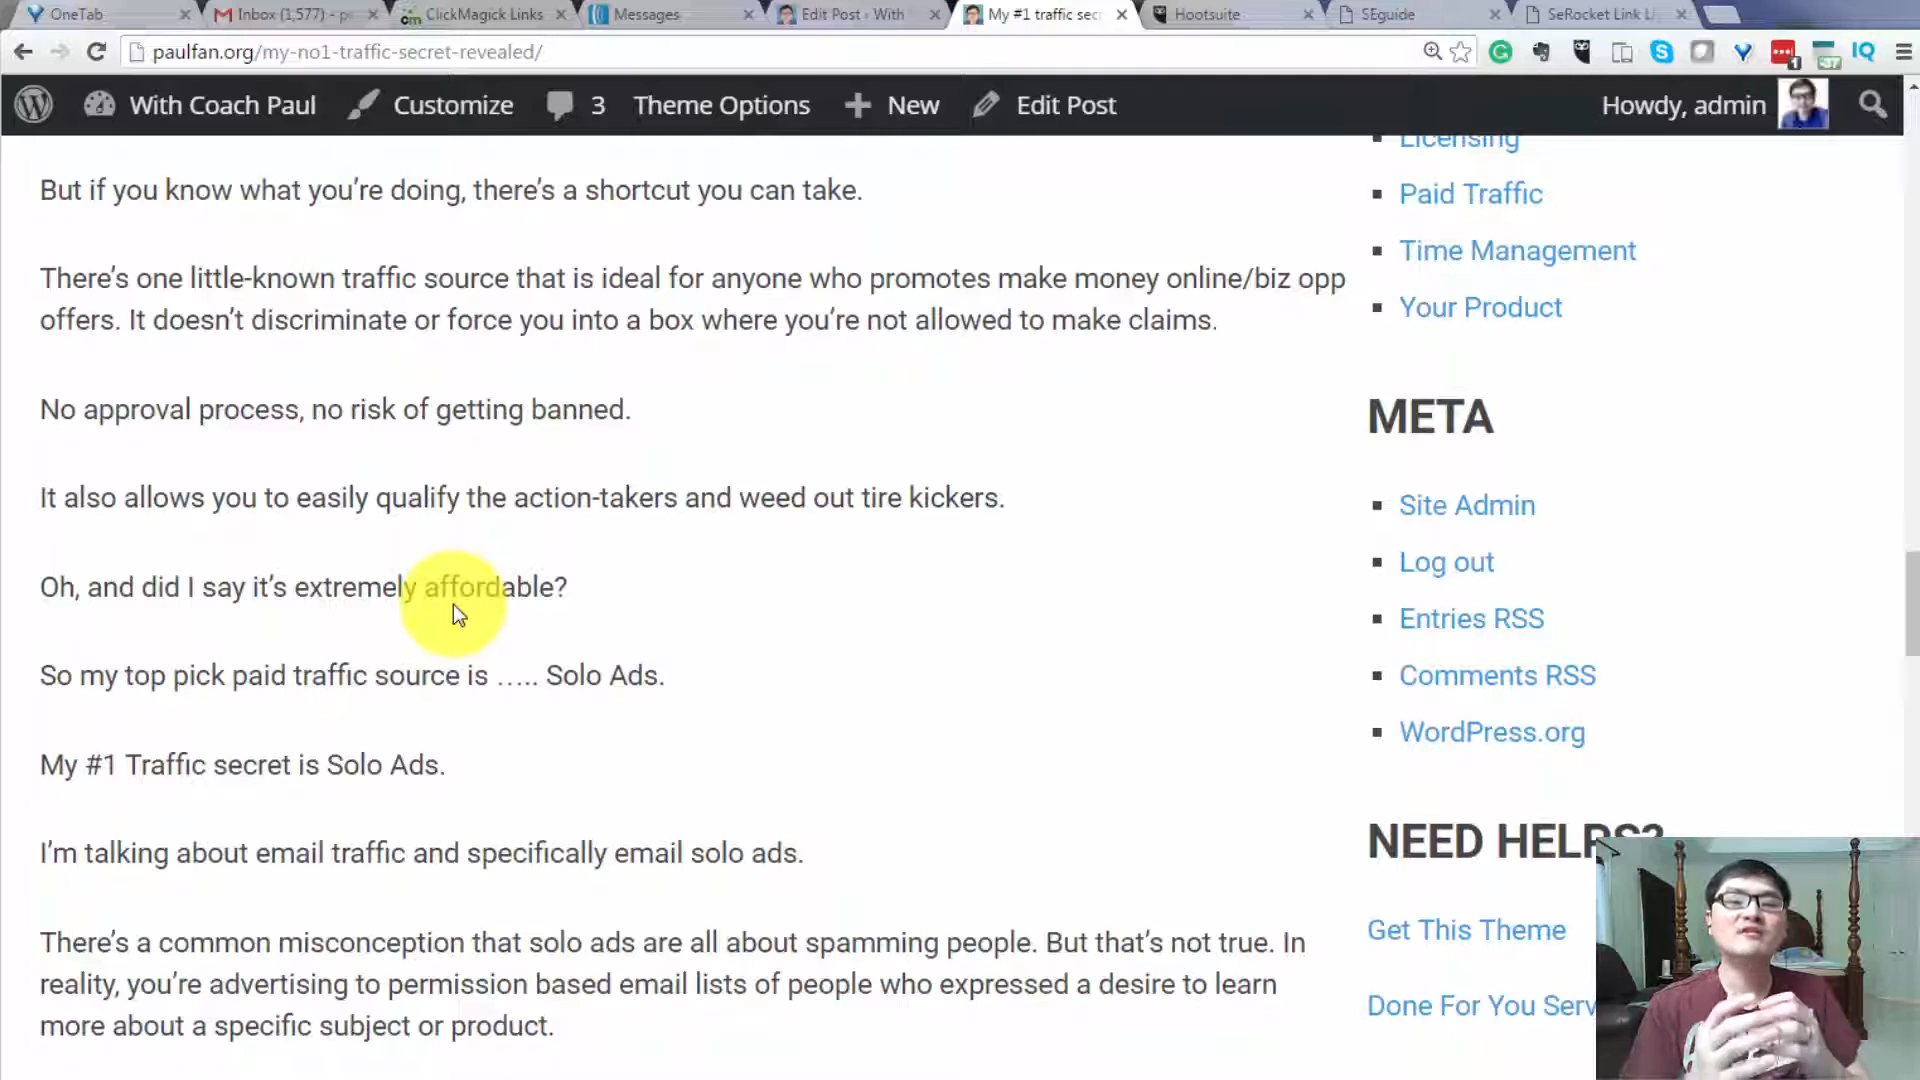 OneTab
Inbox (1,577) - p
ClickMagick Links
Messages
Edit Post ‹ With
My #1 traffic sec
Hootsuite
SEguide
SeRocket Link L
paulfan.org/my-no1-traffic-secret-revealed/
1
37
IQ
With Coach Paul
Customize
3
Theme Options
New
Edit Post
Howdy, admin
But if you know what you’re doing, there’s a shortcut you can take.
There’s one little-known traffic source that is ideal for anyone who promotes make money online/biz opp
offers. It doesn’t discriminate or force you into a box where you’re not allowed to make claims.
No approval process, no risk of getting banned.
It also allows you to easily qualify the action-takers and weed out tire kickers.
Oh, and did I say it’s extremely affordable?
So my top pick paid traffic source is ….. Solo Ads.
My #1 Traffic secret is Solo Ads.
I’m talking about email traffic and specifically email solo ads.
There’s a common misconception that solo ads are all about spamming people. But that’s not true. In
reality, you’re advertising to permission based email lists of people who expressed a desire to learn
more about a specific subject or product.
Licensing
Paid Traffic
Time Management
Your Product
META
Site Admin
Log out
Entries RSS
Comments RSS
WordPress.org
NEED HELPS?
Get This Theme
Done For You Serv